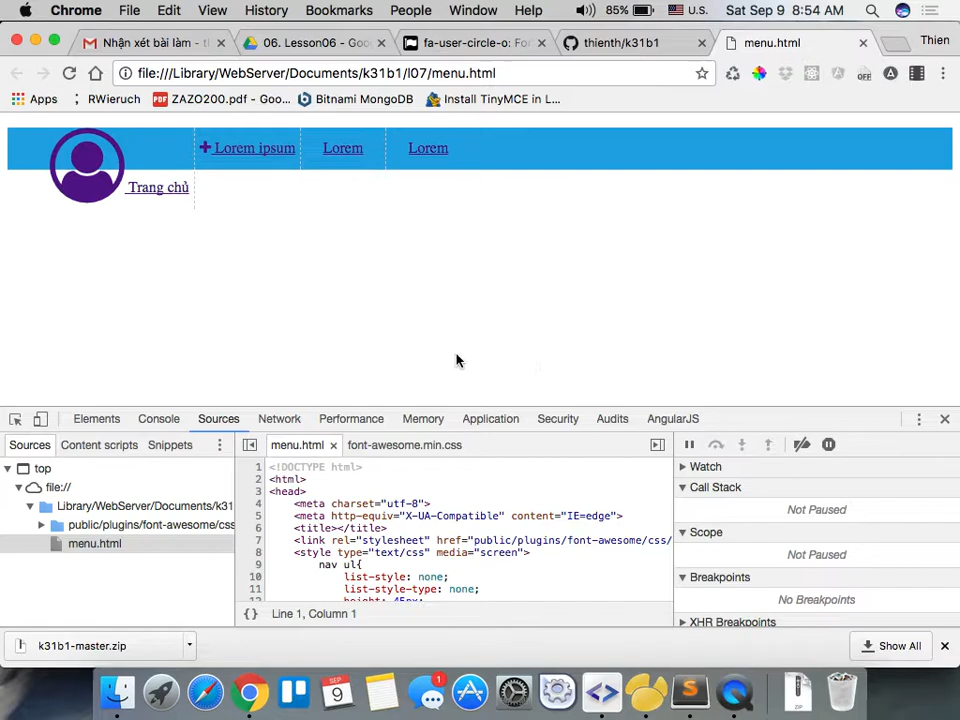 Chrome File Edit View History Bookmarks People Window Help 85% U.S. Sat Sep 9 8:54 AM
Nhận xét bài làm - t 06. Lesson06 - Goo fa-user-circle-o: Fo thienth/k31b1 menu.html Thien
file:///Library/WebServer/Documents/k31b1/l07/menu.html
Apps RWieruch ZAZO200.pdf - Goo... Bitnami MongoDB Install TinyMCE in L...
Lorem ipsum Lorem Lorem
Trang chủ
Elements Console Sources Network Performance Memory Application Security Audits AngularJS
Sources Content scripts Snippets menu.html font-awesome.min.css
top
file://
Library/WebServer/Documents/k31
public/plugins/font-awesome/css
menu.html
1 <!DOCTYPE html>
2 <html>
3 <head>
4 <meta charset="utf-8">
5 <meta http-equiv="X-UA-Compatible" content="IE=edge">
6 <title></title>
7 <link rel="stylesheet" href="public/plugins/font-awesome/css/
8 <style type="text/css" media="screen">
9 nav ul{
10 list-style: none;
11 list-style-type: none;
12 height: 45px;
Watch
Call Stack
Not Paused
Scope
Not Paused
Breakpoints
No Breakpoints
XHR Breakpoints
{} Line 1, Column 1
k31b1-master.zip Show All
SEP
9
1
ZIP